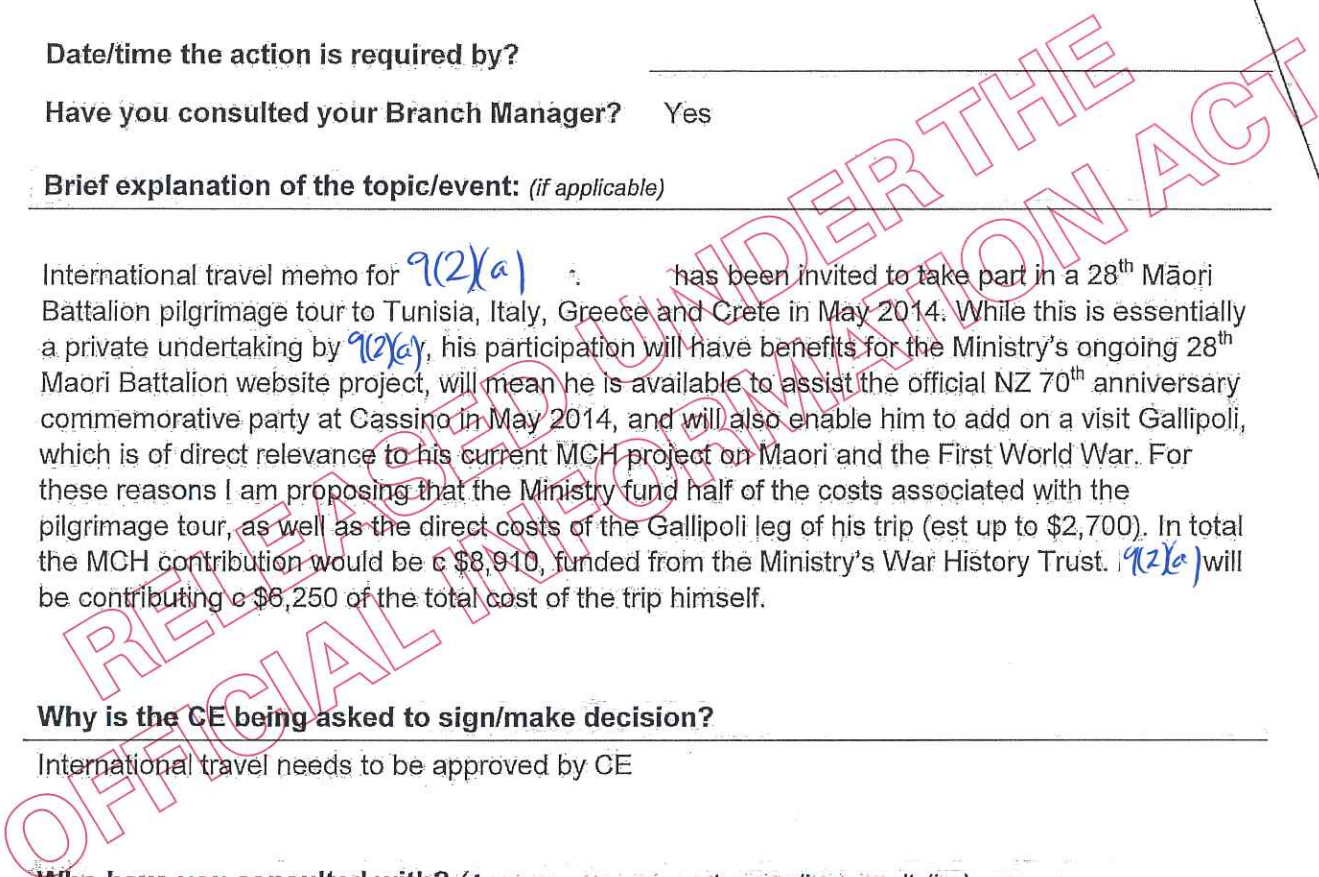 Date/time the action is required by?
Have you consulted your Branch Manager? Yes
Brief explanation of the topic/event: (if applicable)
International travel memo for 9(2)(a) has been invited to take part in a 28th Māori
Battalion pilgrimage tour to Tunisia, Italy, Greece and Crete in May 2014. While this is essentially
a private undertaking by 9(2)(a), his participation will have benefits for the Ministry's ongoing 28th
Maori Battalion website project, will mean he is available to assist the official NZ 70th anniversary
commemorative party at Cassino in May 2014, and will also enable him to add on a visit Gallipoli,
which is of direct relevance to his current MCH project on Maori and the First World War. For
these reasons I am proposing that the Ministry fund half of the costs associated with the
pilgrimage tour, as well as the direct costs of the Gallipoli leg of his trip (est up to $2,700). In total
the MCH contribution would be c $8,910, funded from the Ministry's War History Trust. 9(2)(a) will
be contributing c $6,250 of the total cost of the trip himself.
Why is the CE being asked to sign/make decision?
International travel needs to be approved by CE
RELEASED UNDER THE
OFFICIAL INFORMATION ACT